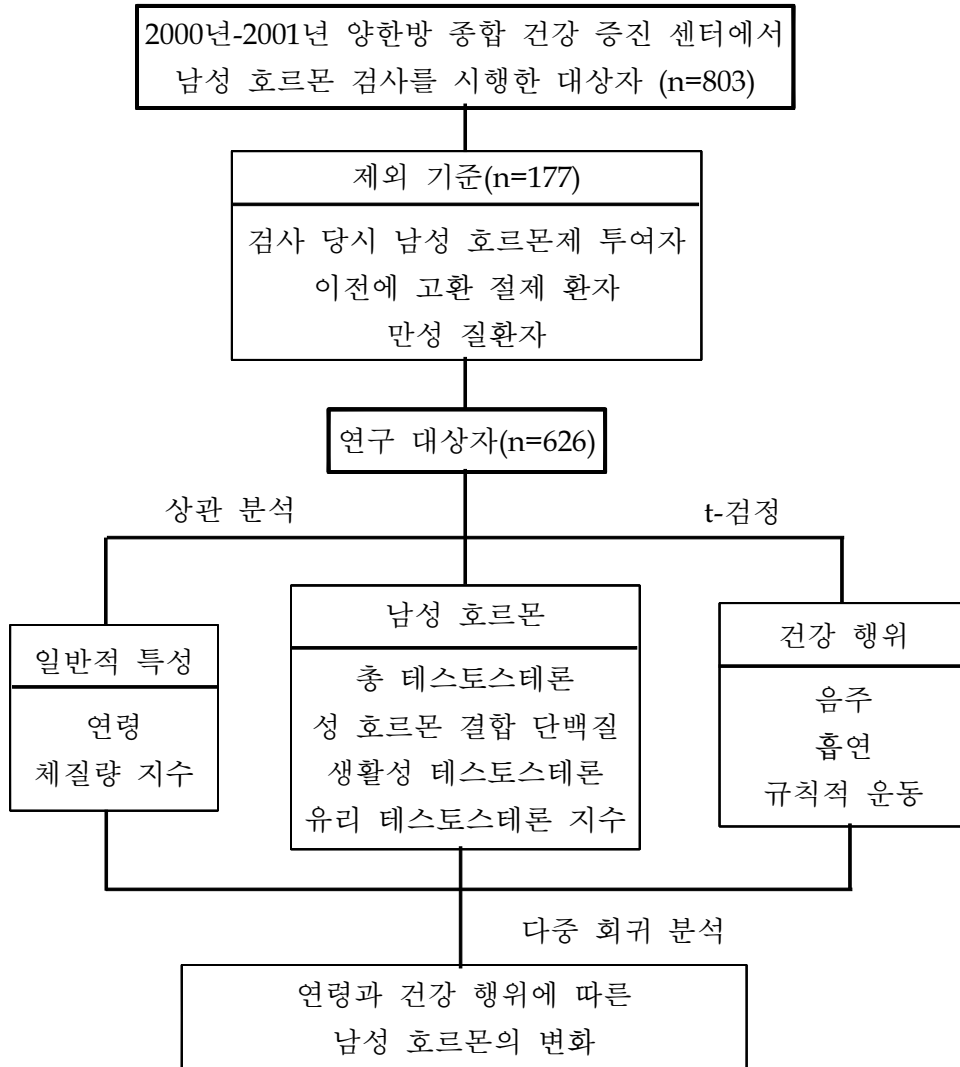 2000년-2001년 양한방 종합 건강 증진 센터에서
남성 호르몬 검사를 시행한 대상자 (n=803)
제외 기준(n=177)
검사 당시 남성 호르몬제 투여자
이전에 고환 절제 환자
만성 질환자
연구 대상자(n=626)
상관 분석
t-검정
일반적 특성
연령
체질량 지수
남성 호르몬
총 테스토스테론
성 호르몬 결합 단백질
생활성 테스토스테론
유리 테스토스테론 지수
건강 행위
음주
흡연
규칙적 운동
다중 회귀 분석
연령과 건강 행위에 따른
남성 호르몬의 변화